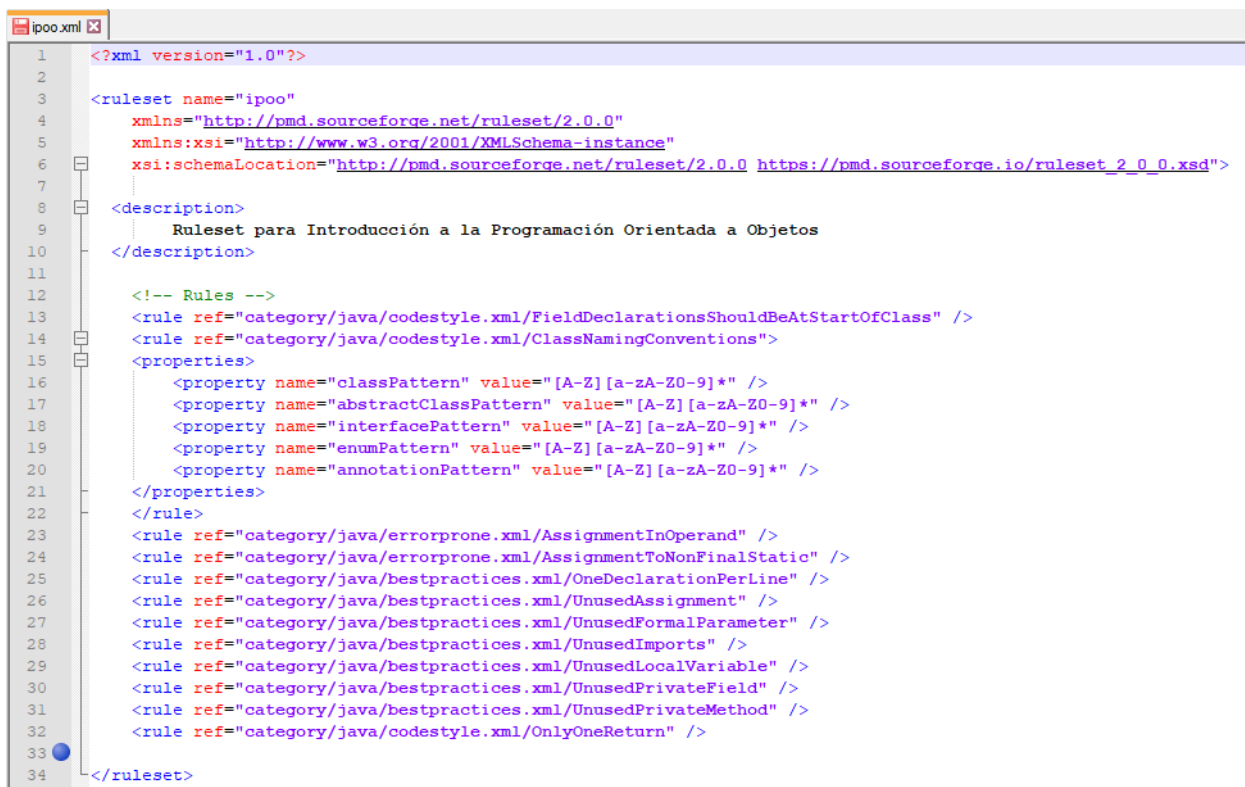 ipoo.xml
1 <?xml version="1.0"?>
2
3 <ruleset name="ipoo"
4 xmlns="http://pmd.sourceforge.net/ruleset/2.0.0"
5 xmlns:xsi="http://www.w3.org/2001/XMLSchema-instance"
6 xsi:schemaLocation="http://pmd.sourceforge.net/ruleset/2.0.0 https://pmd.sourceforge.io/ruleset_2_0_0.xsd">
7
8 <description>
9 Ruleset para Introducción a la Programación Orientada a Objetos
10 </description>
11
12 <!-- Rules -->
13 <rule ref="category/java/codestyle.xml/FieldDeclarationsShouldBeAtStartOfClass" />
14 <rule ref="category/java/codestyle.xml/ClassNamingConventions">
15 <properties>
16 <property name="classPattern" value="[A-Z][a-zA-Z0-9]*" />
17 <property name="abstractClassPattern" value="[A-Z][a-zA-Z0-9]*" />
18 <property name="interfacePattern" value="[A-Z][a-zA-Z0-9]*" />
19 <property name="enumPattern" value="[A-Z][a-zA-Z0-9]*" />
20 <property name="annotationPattern" value="[A-Z][a-zA-Z0-9]*" />
21 </properties>
22 </rule>
23 <rule ref="category/java/errorprone.xml/AssignmentInOperand" />
24 <rule ref="category/java/errorprone.xml/AssignmentToNonFinalStatic" />
25 <rule ref="category/java/bestpractices.xml/OneDeclarationPerLine" />
26 <rule ref="category/java/bestpractices.xml/UnusedAssignment" />
27 <rule ref="category/java/bestpractices.xml/UnusedFormalParameter" />
28 <rule ref="category/java/bestpractices.xml/UnusedImports" />
29 <rule ref="category/java/bestpractices.xml/UnusedLocalVariable" />
30 <rule ref="category/java/bestpractices.xml/UnusedPrivateField" />
31 <rule ref="category/java/bestpractices.xml/UnusedPrivateMethod" />
32 <rule ref="category/java/codestyle.xml/OnlyOneReturn" />
33
34 </ruleset>